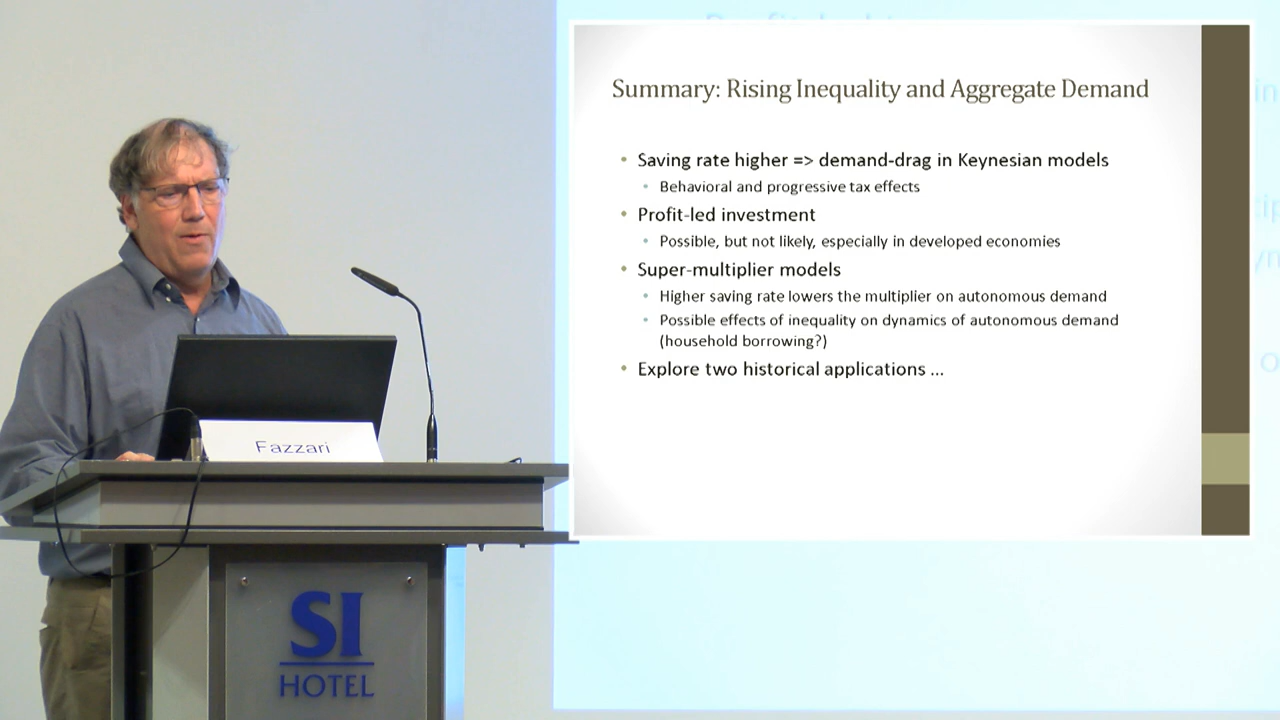 Summary: Rising Inequality and Aggregate Demand
• Saving rate higher => demand-drag in Keynesian models
• Behavioral and progressive tax effects
• Profit-led investment
• Possible, but not likely, especially in developed economies
• Super-multiplier models
• Higher saving rate lowers the multiplier on autonomous demand
• Possible effects of inequality on dynamics of autonomous demand
(household borrowing?)
• Explore two historical applications ...
Fazzari
SI
HOTEL